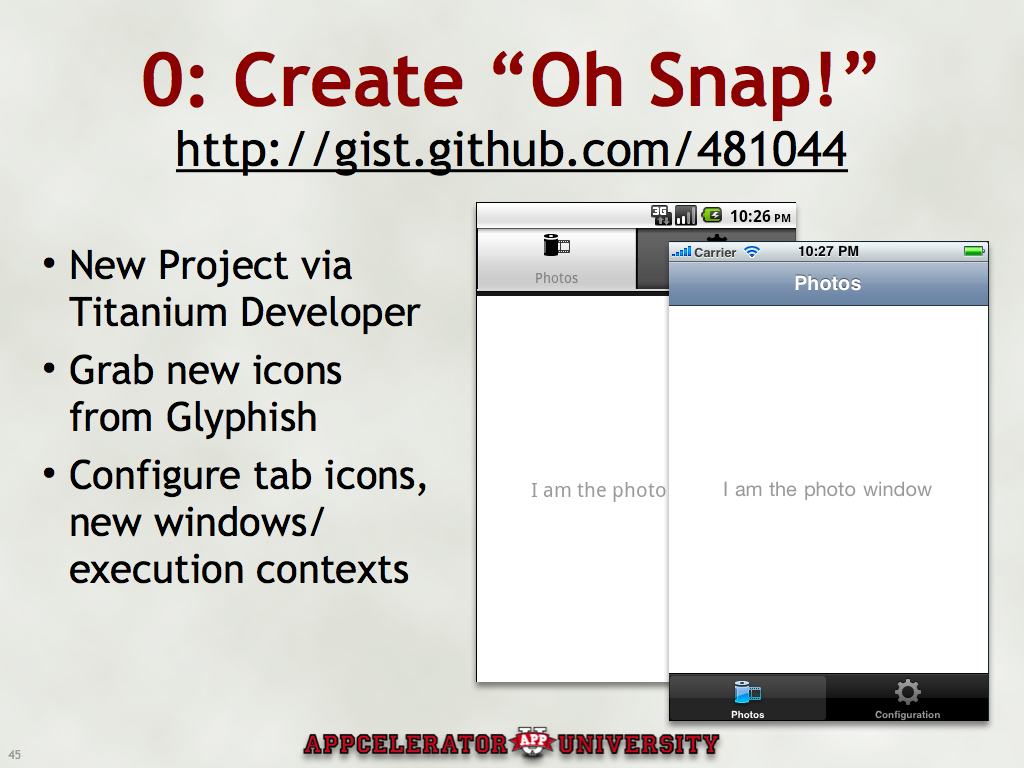 0: Create “Oh Snap!”
http://gist.github.com/481044
• New Project via
Titanium Developer
• Grab new icons
from Glyphish
• Configure tab icons,
new windows/
execution contexts
3G 10:26 PM
Photos
I am the photo
Carrier 10:27 PM
Photos
I am the photo window
Photos Configuration
APPCELERATOR APP UNIVERSITY
45